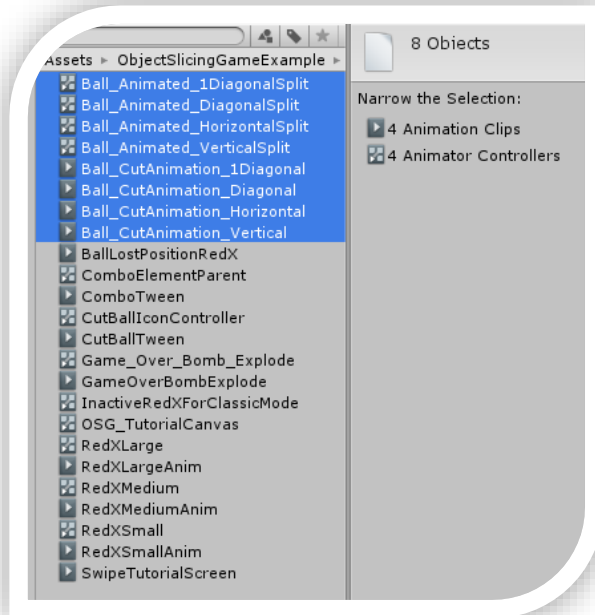 Assets ▸ ObjectSlicingGameExample ▸
Ball_Animated_1DiagonalSplit
Ball_Animated_DiagonalSplit
Ball_Animated_HorizontalSplit
Ball_Animated_VerticalSplit
Ball_CutAnimation_1Diagonal
Ball_CutAnimation_Diagonal
Ball_CutAnimation_Horizontal
Ball_CutAnimation_Vertical
BallLostPositionRedX
ComboElementParent
ComboTween
CutBallIconController
CutBallTween
Game_Over_Bomb_Explode
GameOverBombExplode
InactiveRedXForClassicMode
OSG_TutorialCanvas
RedXLarge
RedXLargeAnim
RedXMedium
RedXMediumAnim
RedXSmall
RedXSmallAnim
SwipeTutorialScreen
8 Objects
Narrow the Selection:
4 Animation Clips
4 Animator Controllers